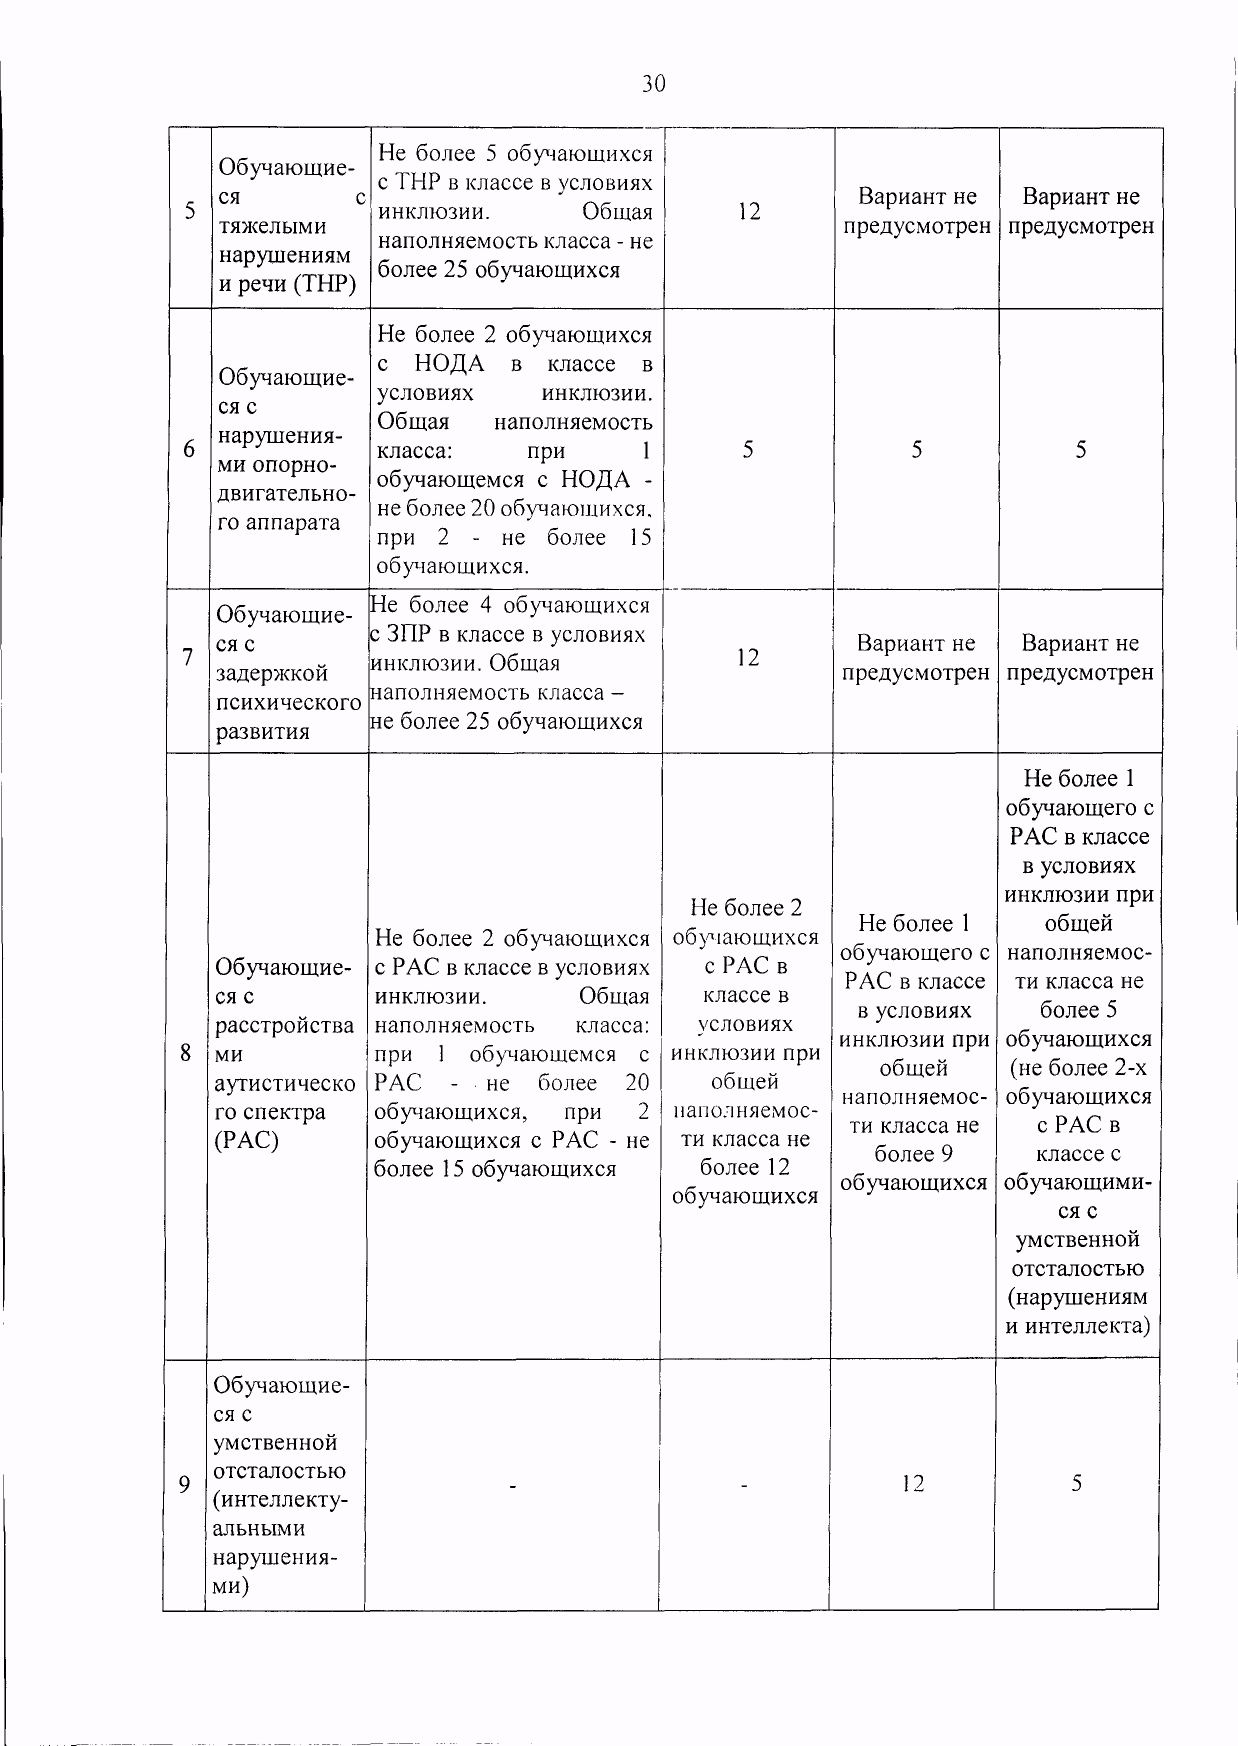 30
5
Обучающие-
ся с
тяжелыми
нарушениям
и речи (ТНР)
Не более 5 обучающихся
с ТНР в классе в условиях
инклюзии. Общая
наполняемость класса - не
более 25 обучающихся
12
Вариант не
предусмотрен
Вариант не
предусмотрен
6
Обучающие-
ся с
нарушения-
ми опорно-
двигательно-
го аппарата
Не более 2 обучающихся
с НОДА в классе в
условиях инклюзии.
Общая наполняемость
класса: при 1
обучающемся с НОДА -
не более 20 обучающихся,
при 2 - не более 15
обучающихся.
5
5
5
7
Обучающие-
ся с
задержкой
психического
развития
Не более 4 обучающихся
с ЗПР в классе в условиях
инклюзии. Общая
наполняемость класса –
не более 25 обучающихся
12
Вариант не
предусмотрен
Вариант не
предусмотрен
8
Обучающие-
ся с
расстройства
ми
аутистическо
го спектра
(РАС)
Не более 2 обучающихся
с РАС в классе в условиях
инклюзии. Общая
наполняемость класса:
при 1 обучающемся с
РАС - не более 20
обучающихся, при 2
обучающихся с РАС - не
более 15 обучающихся
Не более 2
обучающихся
с РАС в
классе в
условиях
инклюзии при
общей
наполняемос-
ти класса не
более 12
обучающихся
Не более 1
обучающего с
РАС в классе
в условиях
инклюзии при
общей
наполняемос-
ти класса не
более 9
обучающихся
Не более 1
обучающего с
РАС в классе
в условиях
инклюзии при
общей
наполняемос-
ти класса не
более 5
обучающихся
(не более 2-х
обучающихся
с РАС в
классе с
обучающими-
ся с
умственной
отсталостью
(нарушениям
и интеллекта)
9
Обучающие-
ся с
умственной
отсталостью
(интеллекту-
альными
нарушения-
ми)
-
-
12
5